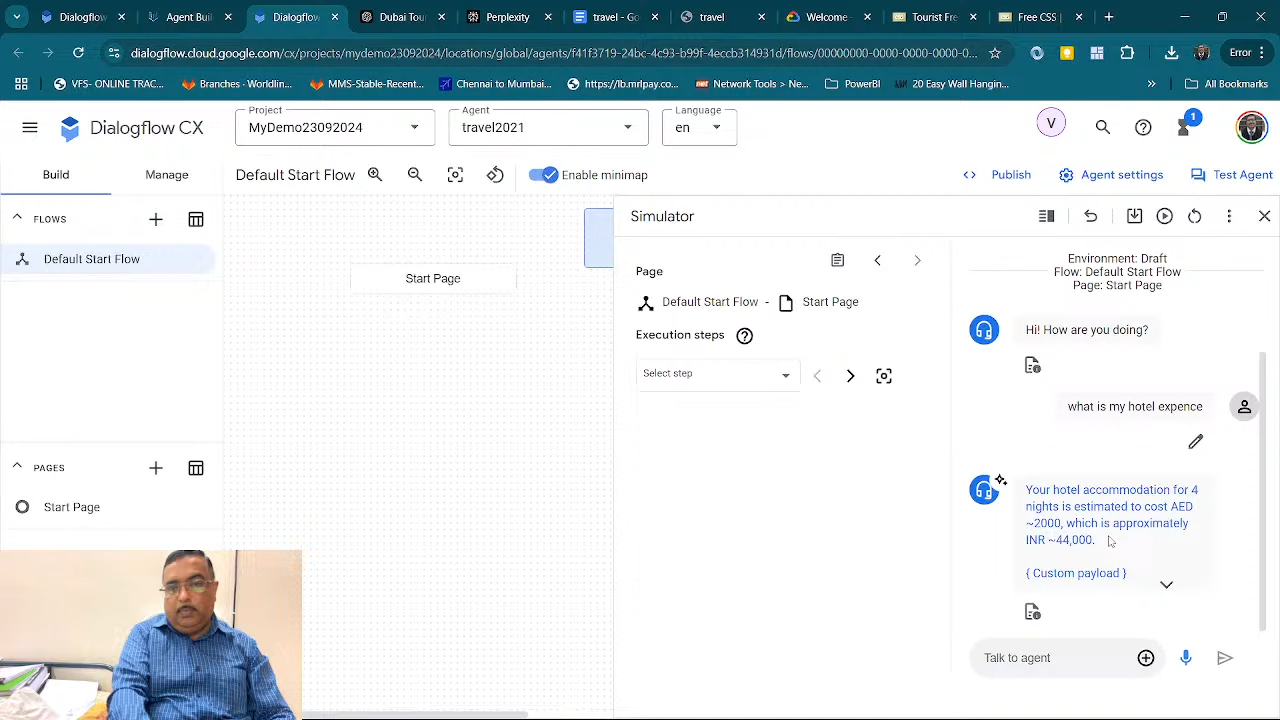 Dialogflow
Dialogfl
Dubai Tou
Perplexity
travel - Go
Resource
Welcome
Tourist Fr
Free CSS
dialogflow.cloud.google.com/cx/projects/mydemo23092024/locations/global/agents/f41f3719-24bc-4c93-b99f-4aecbb314931d/flows/00000000-0000-0000-0000-0...
Error
VFS- ONLINE TRAC...
Branches · Worldlin...
MMS-Stable-Recent...
Chennai to Mumbai...
https://lb.mrlpay.co...
Network Tools > Ne...
PowerBI
20 Easy Wall Hangin...
All Bookmarks
Dialogflow CX
Project
MyDemo23092024
Agent
travel2021
Language
en
V
1
Build
Manage
Default Start Flow
Enable minimap
Publish
Agent settings
Test Agent
FLOWS
Default Start Flow
Start Page
PAGES
Start Page
Simulator
Page
Default Start Flow - Start Page
Execution steps
Select step
Environment: Draft
Flow: Default Start Flow
Page: Start Page
Hi! How are you doing?
what is my hotel expence
Your hotel accommodation for 4
nights is estimated to cost AED
~2000, which is approximately
INR ~44,000.
{ Custom payload }
Talk to agent